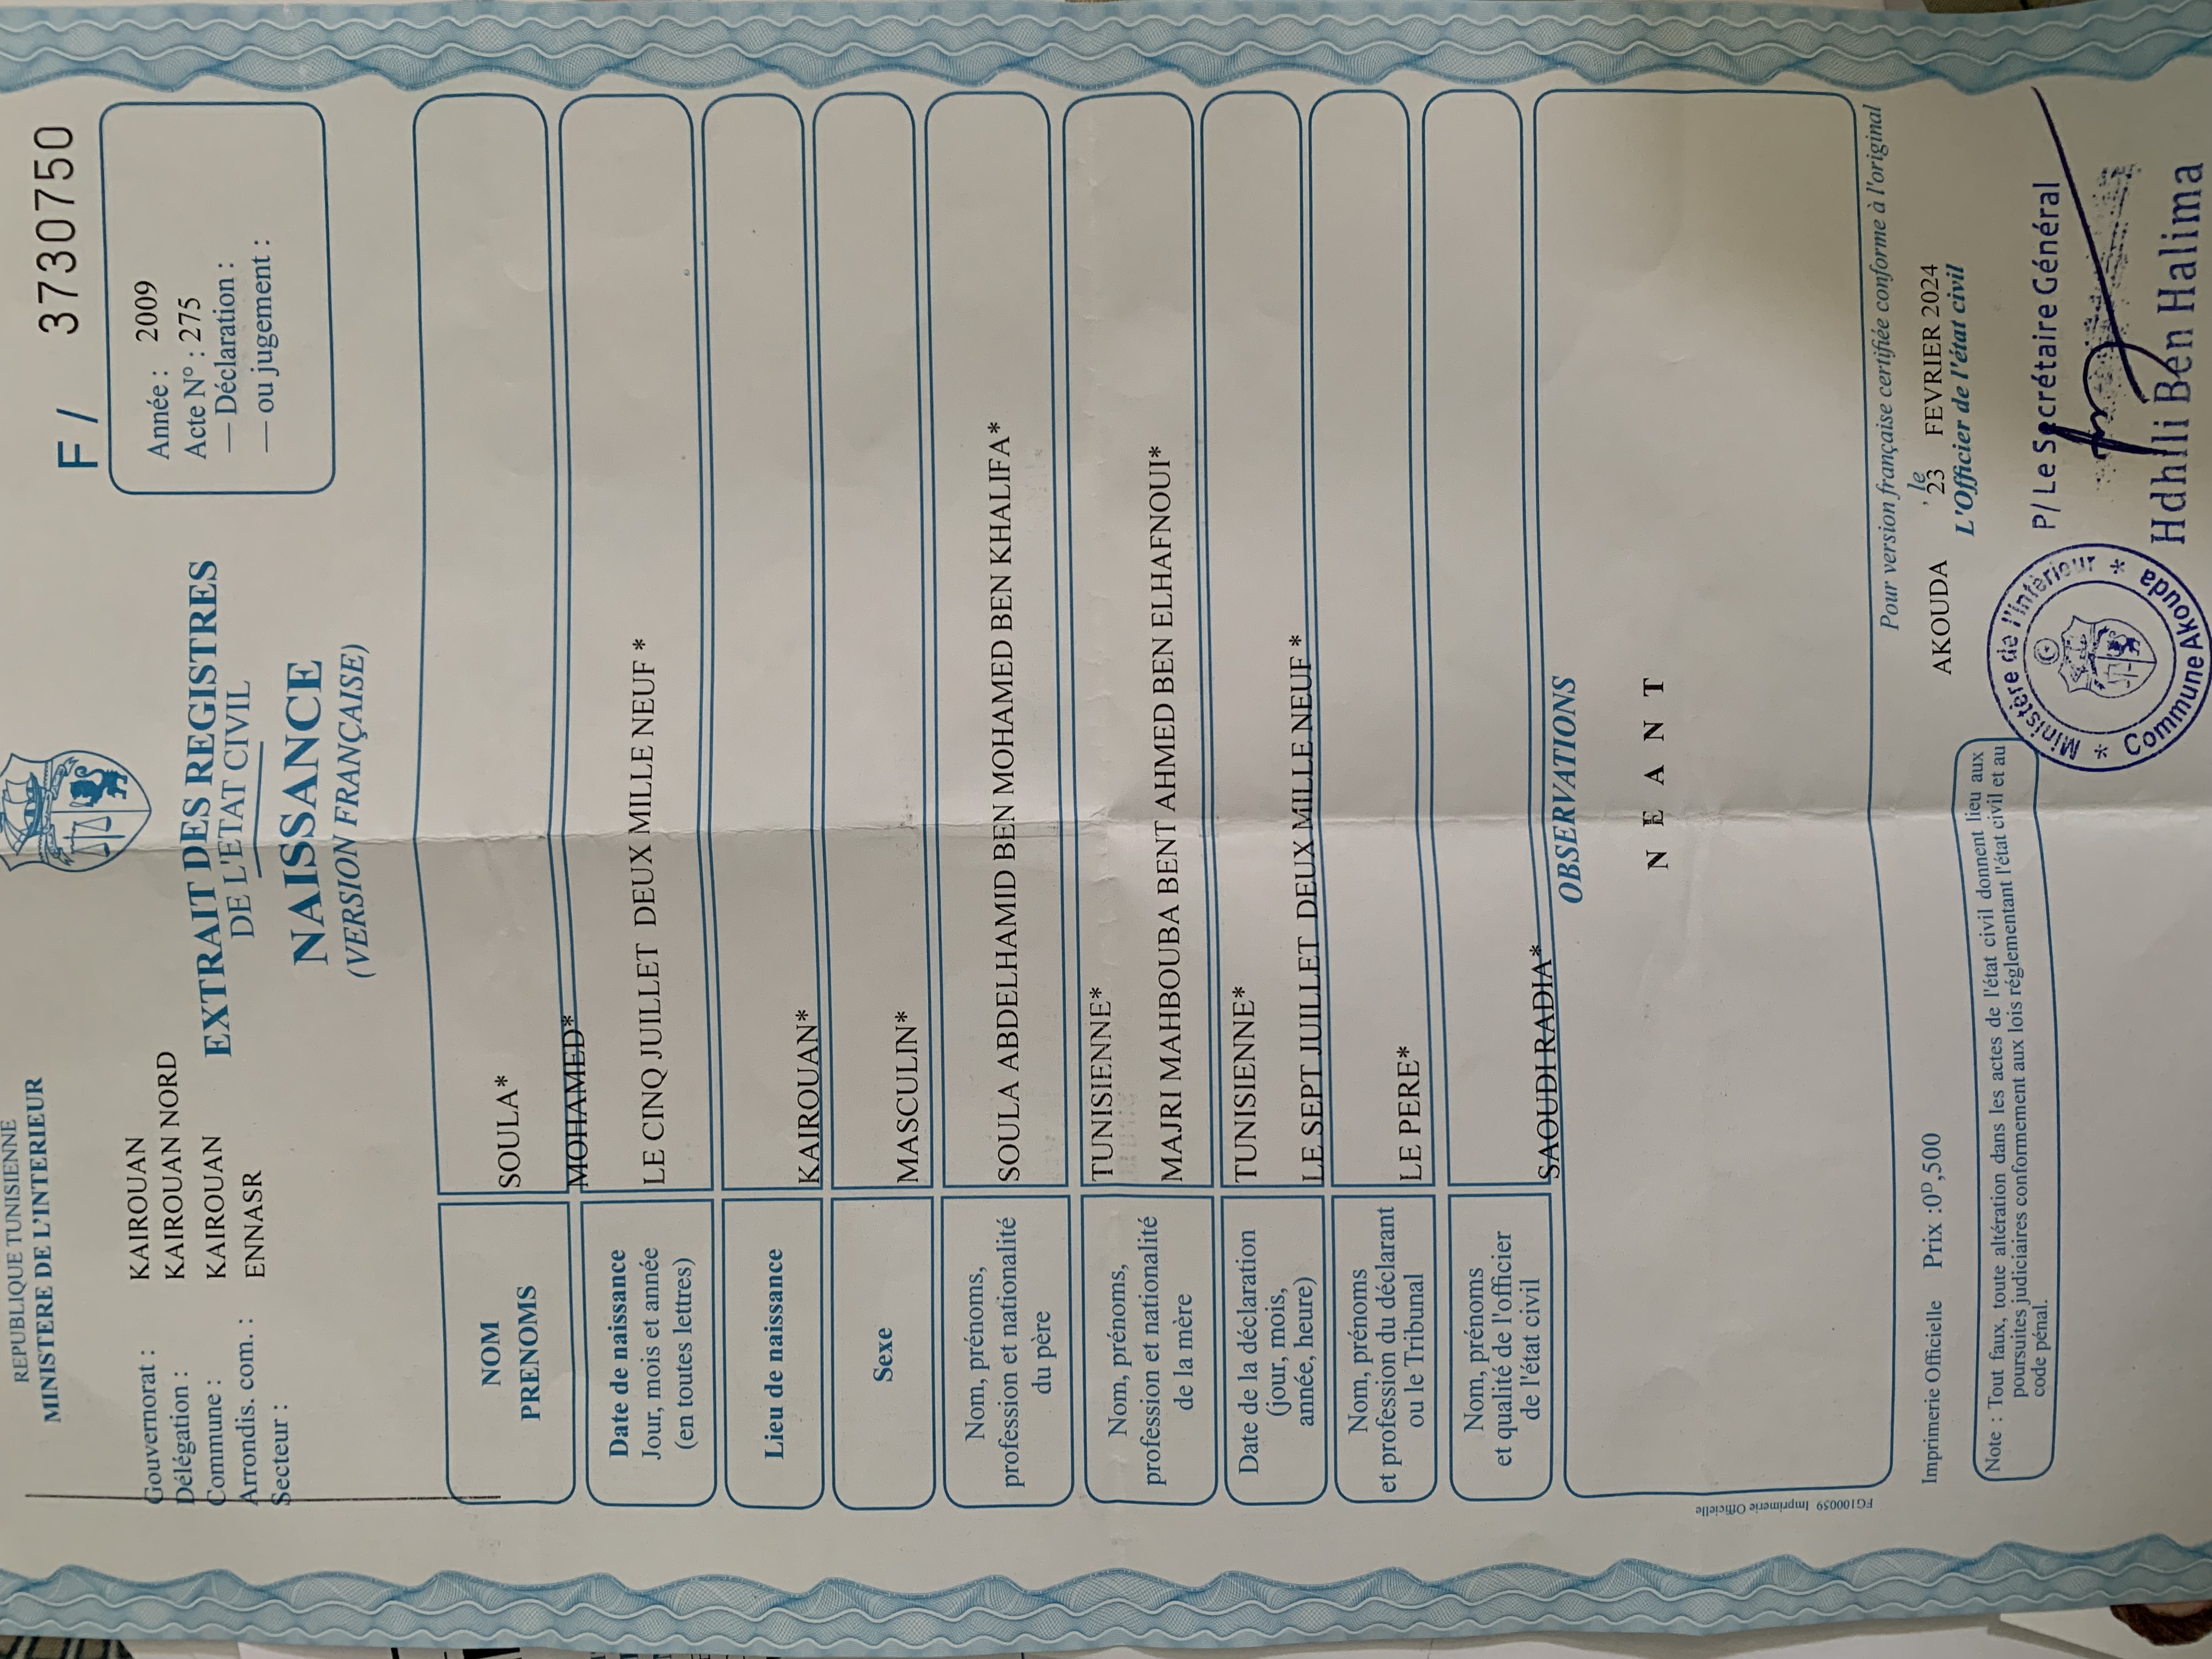 REPUBLIQUE TUNISIENNE
MINISTERE DE L'INTERIEUR
F / 3730750
Gouvernorat : KAIROUAN
Délégation : KAIROUAN NORD
Commune : KAIROUAN
Arrondis. com. : ENNASR
Secteur :
EXTRAIT DES REGISTRES
DE L'ETAT CIVIL
NAISSANCE
(VERSION FRANÇAISE)
Année : 2009
Acte N° : 275
— Déclaration :
— ou jugement :
NOM SOULA*
PRENOMS MOHAMED*
Date de naissance
Jour, mois et année LE CINQ JUILLET DEUX MILLE NEUF *
(en toutes lettres)
Lieu de naissance KAIROUAN*
Sexe MASCULIN*
Nom, prénoms, SOULA ABDELHAMID BEN MOHAMED BEN KHALIFA*
profession et nationalité
du père
TUNISIENNE*
Nom, prénoms,
profession et nationalité MAJRI MAHBOUBA BENT AHMED BEN ELHAFNOUI*
de la mère
TUNISIENNE*
Date de la déclaration
(jour, mois,
année, heure) LE SEPT JUILLET DEUX MILLE NEUF *
Nom, prénoms
et profession du déclarant
ou le Tribunal LE PERE*
Nom, prénoms
et qualité de l'officier
de l'état civil SAOUDI RADIA*
OBSERVATIONS
N E A N T
FG100059 Imprimerie Officielle
Pour version française certifiée conforme à l'original
Imprimerie Officielle Prix :0D,500
AKOUDA , le 23 FEVRIER 2024
L'Officier de l'état civil
Note : Tout faux, toute altération dans les actes de l'état civil donnent lieu aux
poursuites judiciaires conformement aux lois réglementant l'état civil et au
code pénal.
* Ministère de l'Intérieur *
Commune Akouda
P/ Le Secrétaire Général
Hdhili Ben Halima